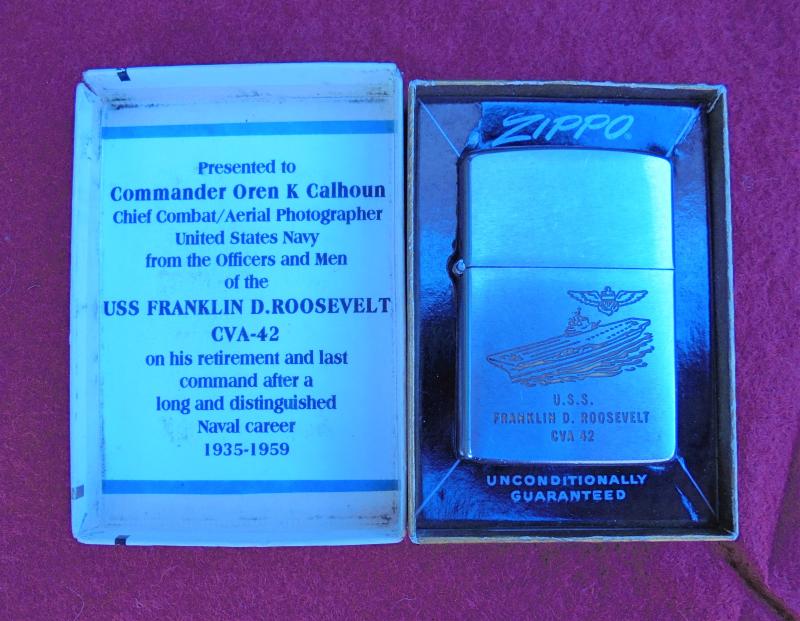 Presented to
Commander Oren K Calhoun
Chief Combat/Aerial Photographer
United States Navy
from the Officers and Men
of the
USS FRANKLIN D.ROOSEVELT
CVA-42
on his retirement and last
command after a
long and distinguished
Naval career
1935-1959
ZIPPO
U.S.S.
FRANKLIN D. ROOSEVELT
CVA 42
UNCONDITIONALLY
GUARANTEED